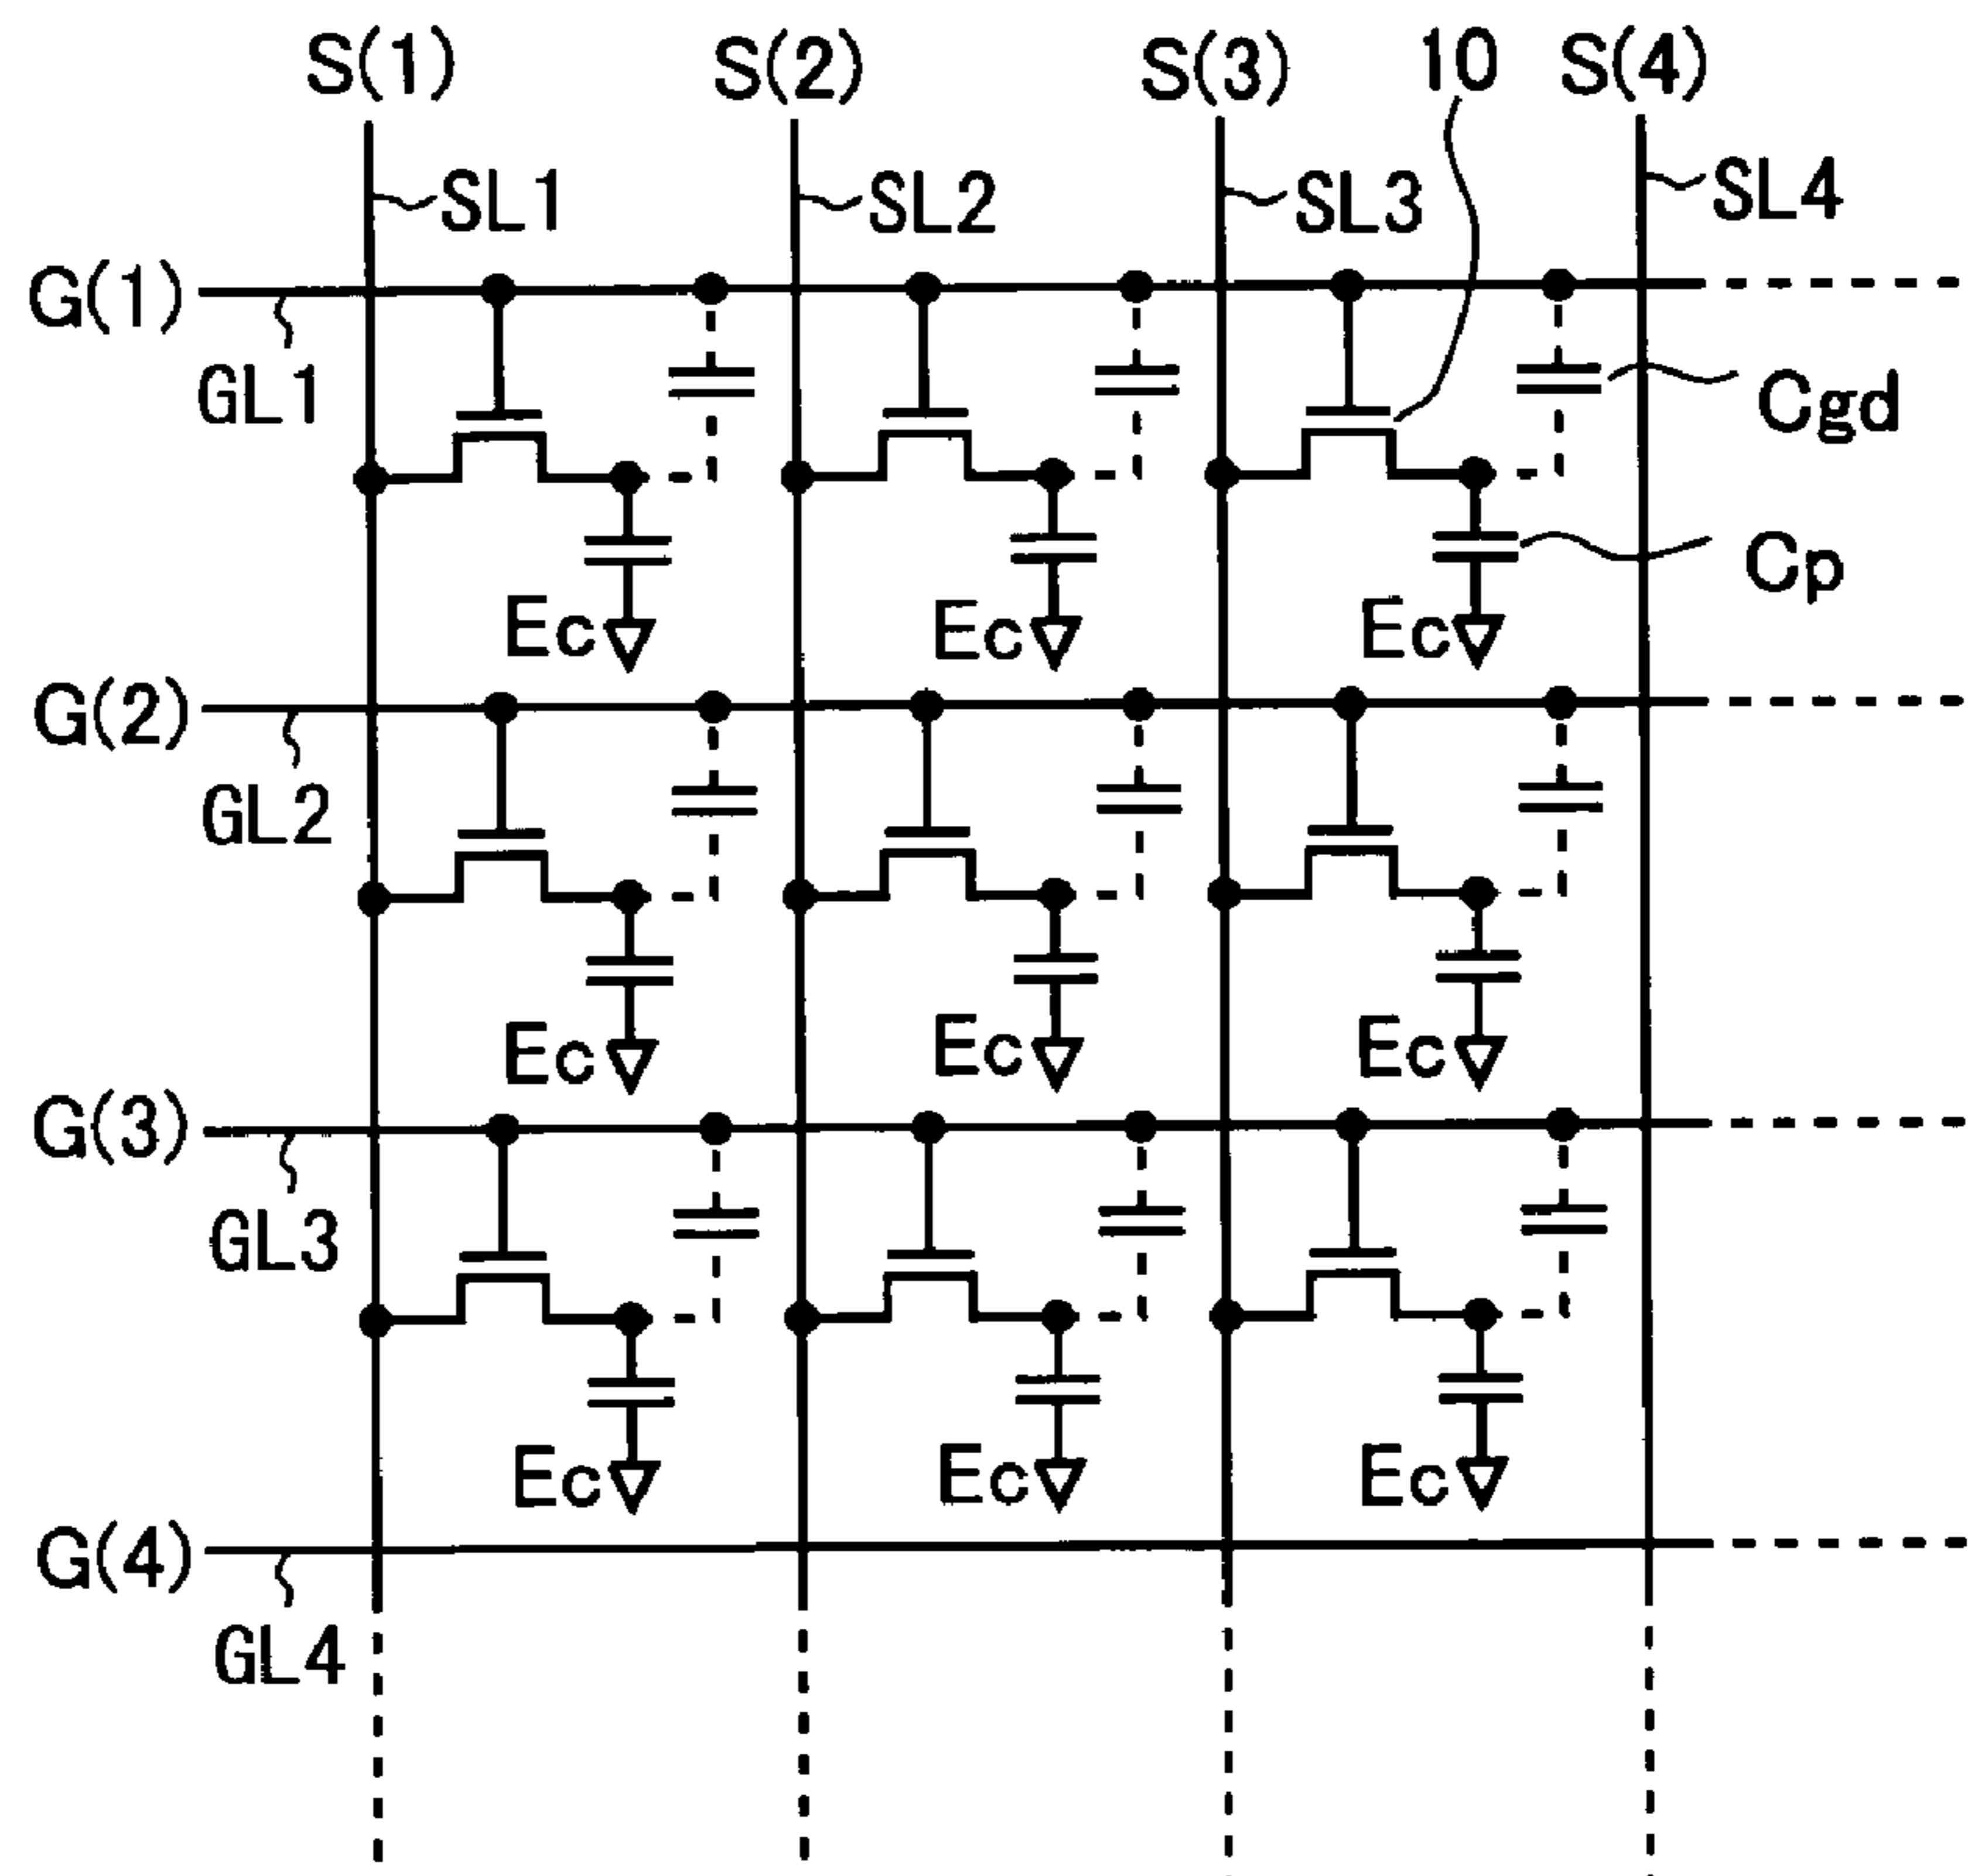 S(1) S(2) S(3) 10 S(4)
SL1 SL2 SL3 SL4
G(1)
GL1 Cgd
Cp
Ec Ec Ec
G(2)
GL2
Ec Ec Ec
G(3)
GL3
Ec Ec Ec
G(4)
GL4